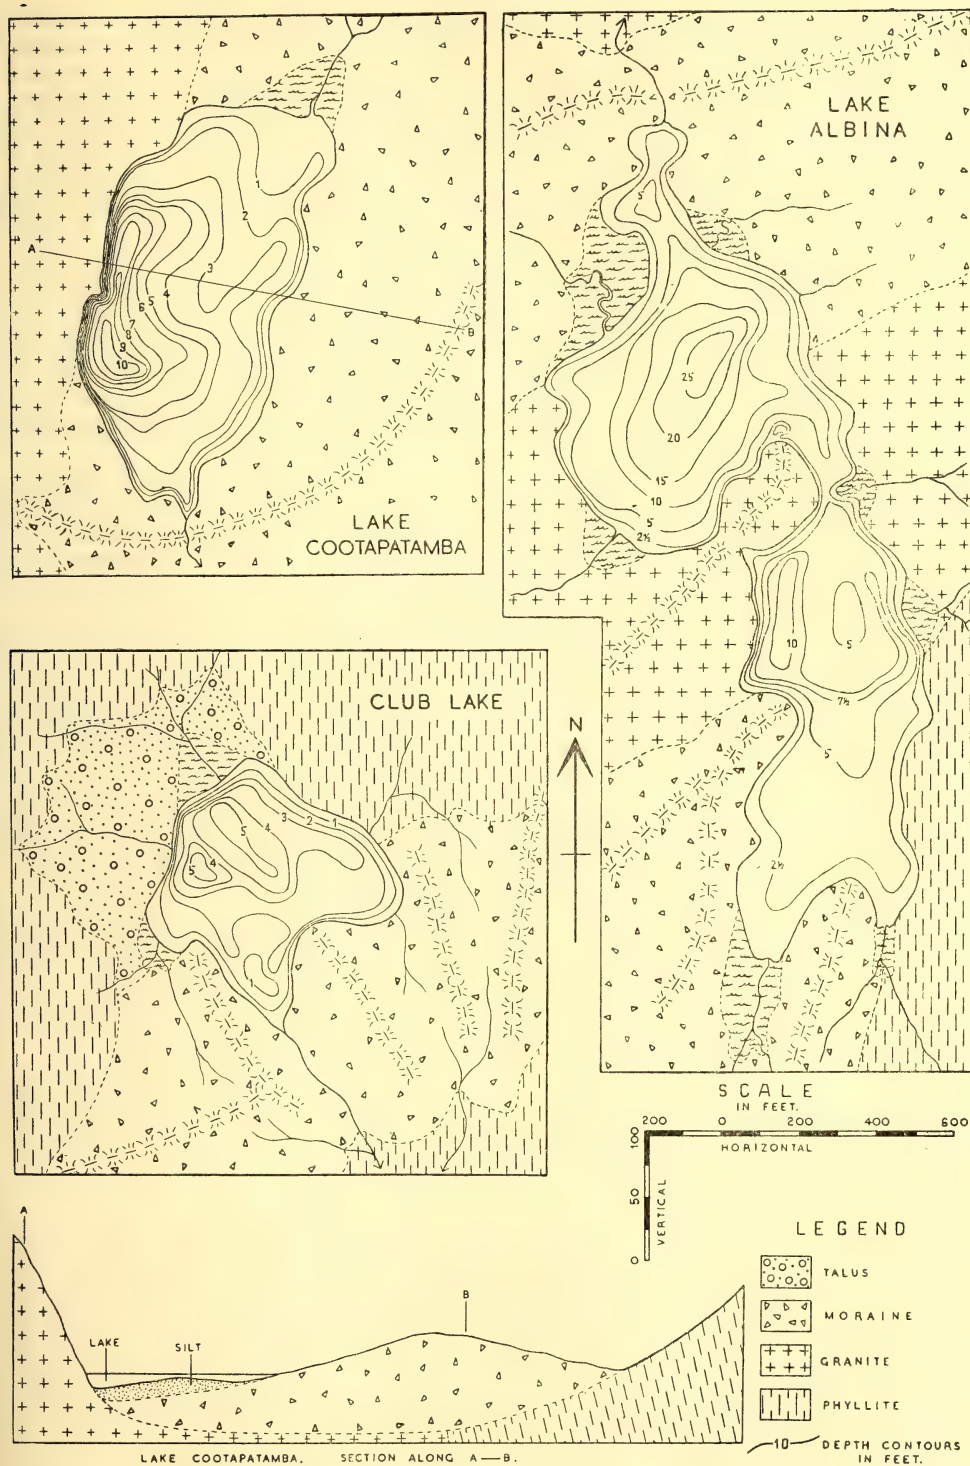 1
2
3
A
4
5
6
7
8
9
10
B
LAKE
COOTAPATAMBA
LAKE
ALBINA
5
25
20
15
10
5
2½
10
5
7½
5
2½
CLUB LAKE
5
4
3
2
1
4
5
1
N
SCALE
IN FEET.
200 0 200 400 600
HORIZONTAL
100
50
0
VERTICAL
A
LAKE
SILT
B
LAKE COOTAPATAMBA. SECTION ALONG A—B.
LEGEND
TALUS
MORAINE
GRANITE
PHYLLITE
10 DEPTH CONTOURS
IN FEET.